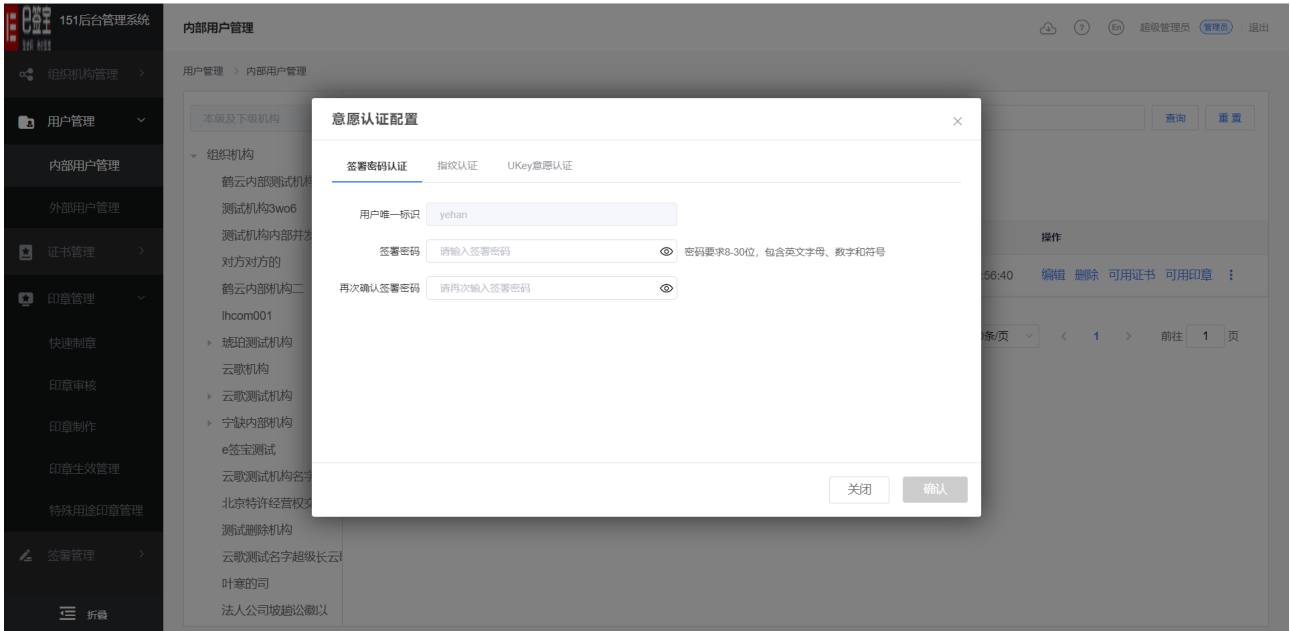 e签宝
151后台管理系统
内部用户管理
En
超级管理员
管理员
退出
组织机构管理
用户管理
内部用户管理
外部用户管理
证书管理
印章管理
快速制章
印章审核
印章制作
印章生效管理
特殊用途印章管理
签署管理
折叠
用户管理 > 内部用户管理
本级及下级机构
查询
重置
组织机构
鹤云内部测试机构
测试机构3wo6
测试机构内部开发
对方对方的
鹤云内部机构二
lhcom001
琥珀测试机构
云歌机构
云歌测试机构
宁缺内部机构
e签宝测试
云歌测试机构名字
北京特许经营权交
测试删除机构
云歌测试名字超级长云
叶寒的司
意愿认证配置
签署密码认证 指纹认证 UKey意愿认证
用户唯一标识 yehan
签署密码 请输入签署密码 密码要求8-30位，包含英文字母、数字和符号
再次确认签署密码 请再次输入签署密码
关闭 确认
操作
:56:40 编辑 删除 可用证书 可用印章
条/页 < 1 > 前往 1 页